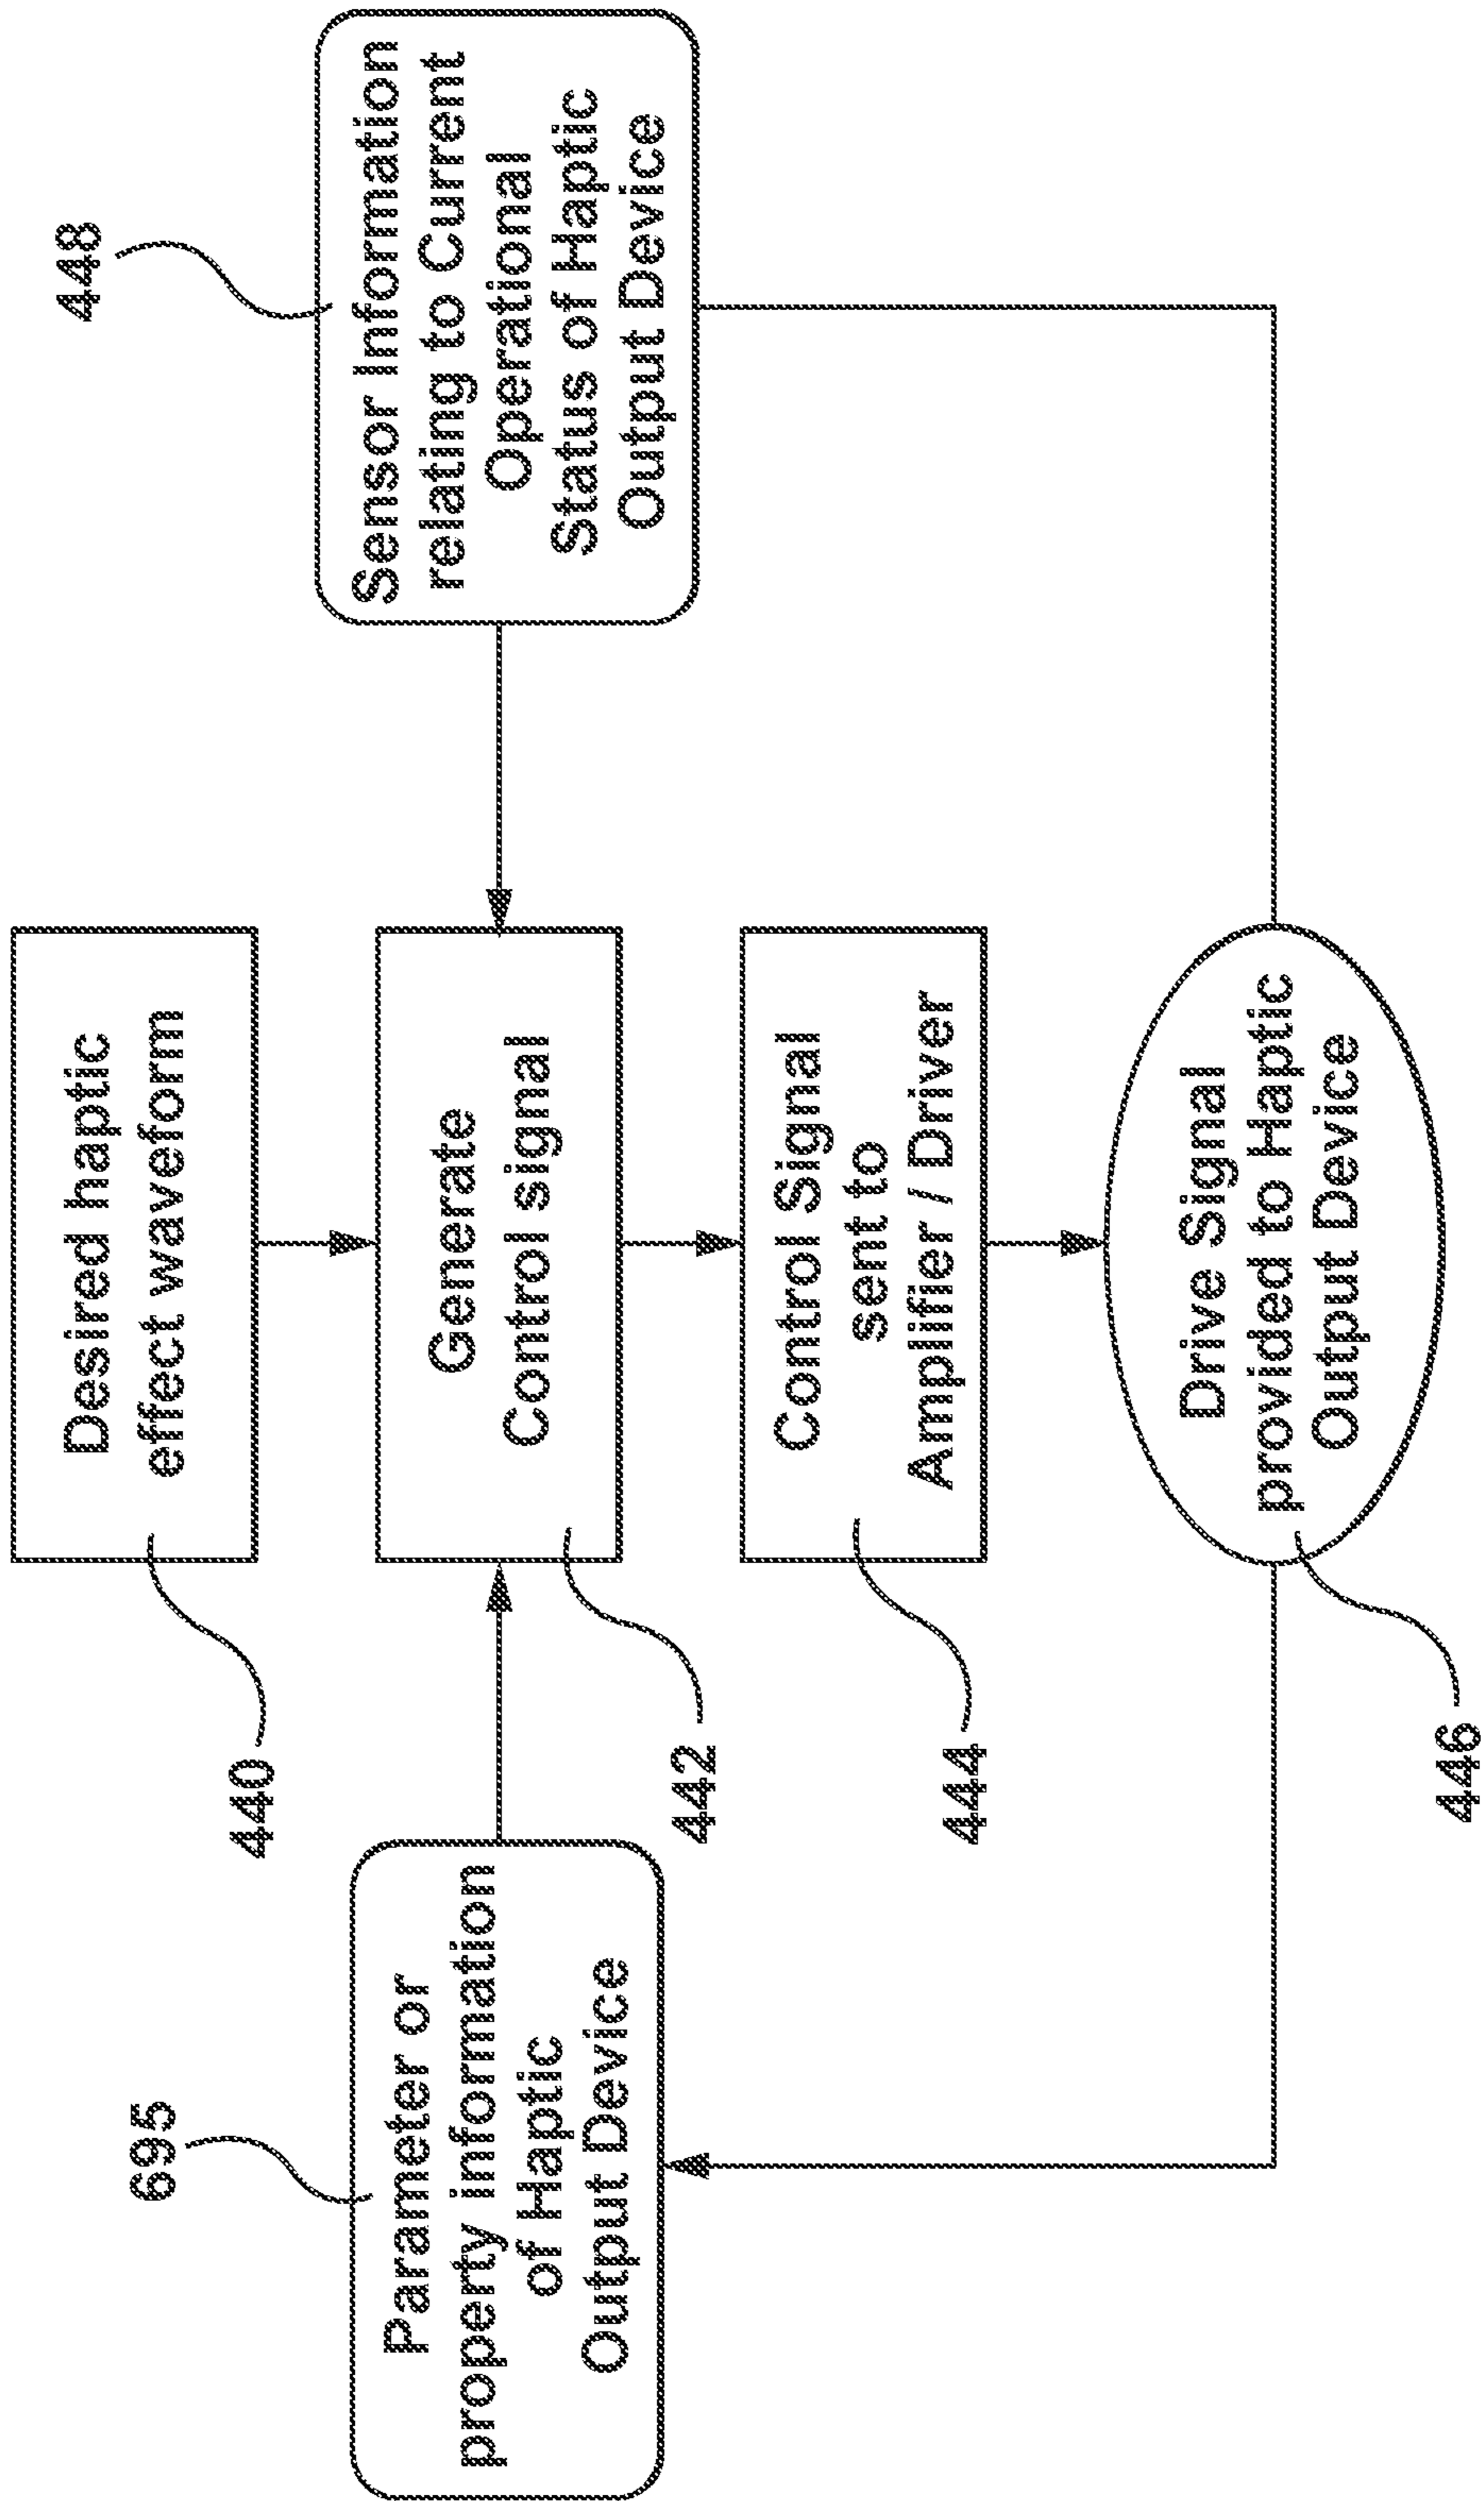 Desired haptic
effect waveform
440
695
Parameter or
property information
of Haptic
Output Device
Generate
Control signal
442
448
Sensor Information
relating to Current
Operational
Status of Haptic
Output Device
Control Signal
sent to
Amplifier / Driver
444
Drive Signal
provided to Haptic
Output Device
446